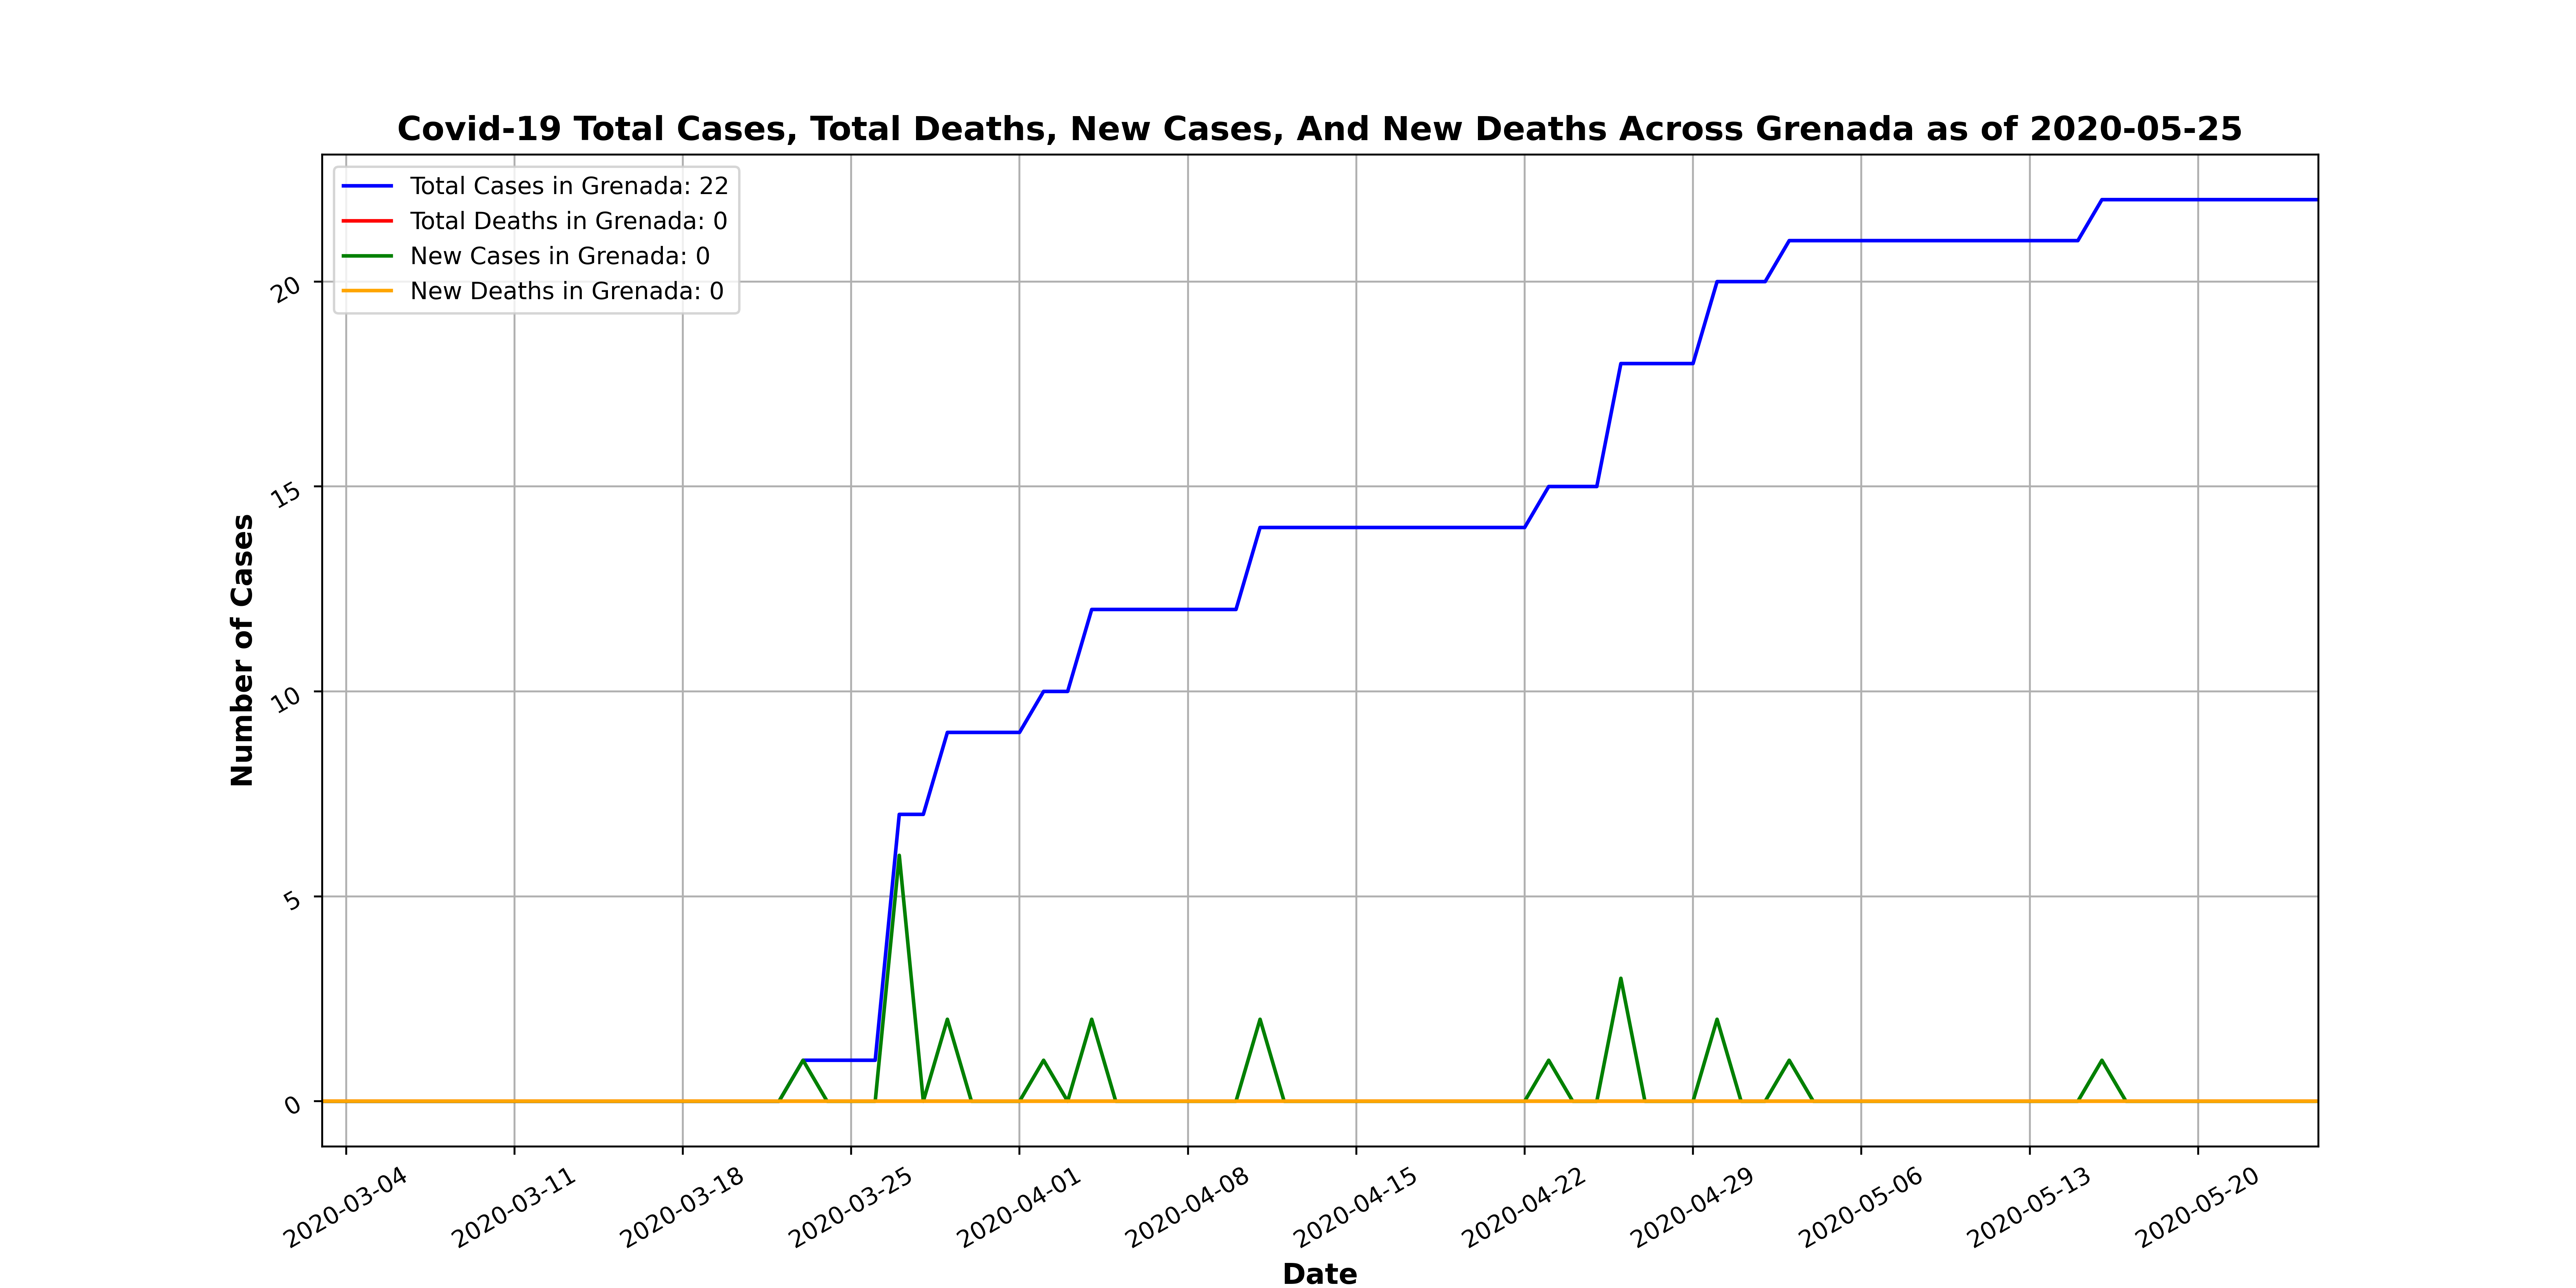 Covid-19 Total Cases, Total Deaths, New Cases, And New Deaths Across Grenada as of 2020-05-25
Total Cases in Grenada: 22
Total Deaths in Grenada: 0
New Cases in Grenada: 0
New Deaths in Grenada: 0
20
15
10
5
0
Number of Cases
2020-03-04
2020-03-11
2020-03-18
2020-03-25
2020-04-01
2020-04-08
2020-04-15
2020-04-22
2020-04-29
2020-05-06
2020-05-13
2020-05-20
Date